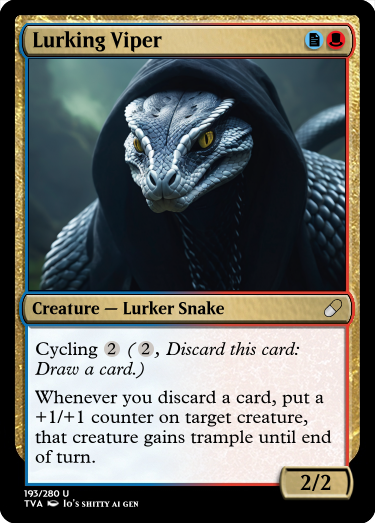 Lurking Viper
Creature — Lurker Snake
Cycling 2 (2, Discard this card:
Draw a card.)
Whenever you discard a card, put a
+1/+1 counter on target creature,
that creature gains trample until end
of turn.
2/2
193/280 U
TVA Io's shitty ai gen